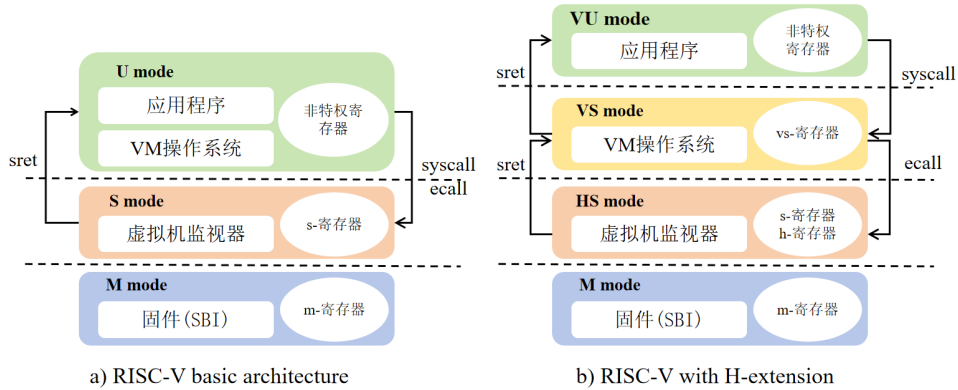 U mode
应用程序
VM操作系统
非特权寄
存器
sret
syscall
ecall
S mode
虚拟机监视器
s-寄存器
M mode
固件(SBI)
m-寄存器
a) RISC-V basic architecture
VU mode
应用程序
非特权
寄存器
sret
syscall
VS mode
VM操作系统
vs-寄存器
sret
ecall
HS mode
虚拟机监视器
s-寄存器
h-寄存器
M mode
固件(SBI)
m-寄存器
b) RISC-V with H-extension